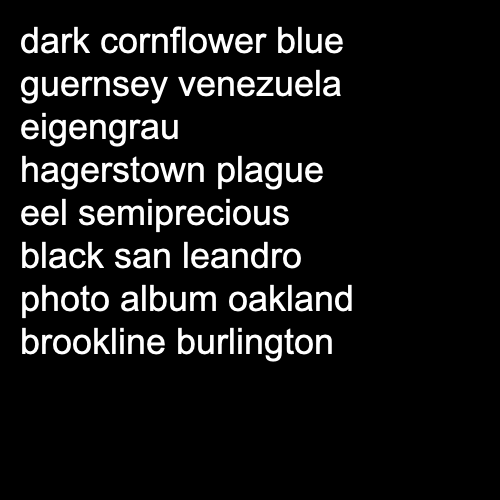 dark cornflower blue
guernsey venezuela
eigengrau
hagerstown plague
eel semiprecious
black san leandro
photo album oakland
brookline burlington